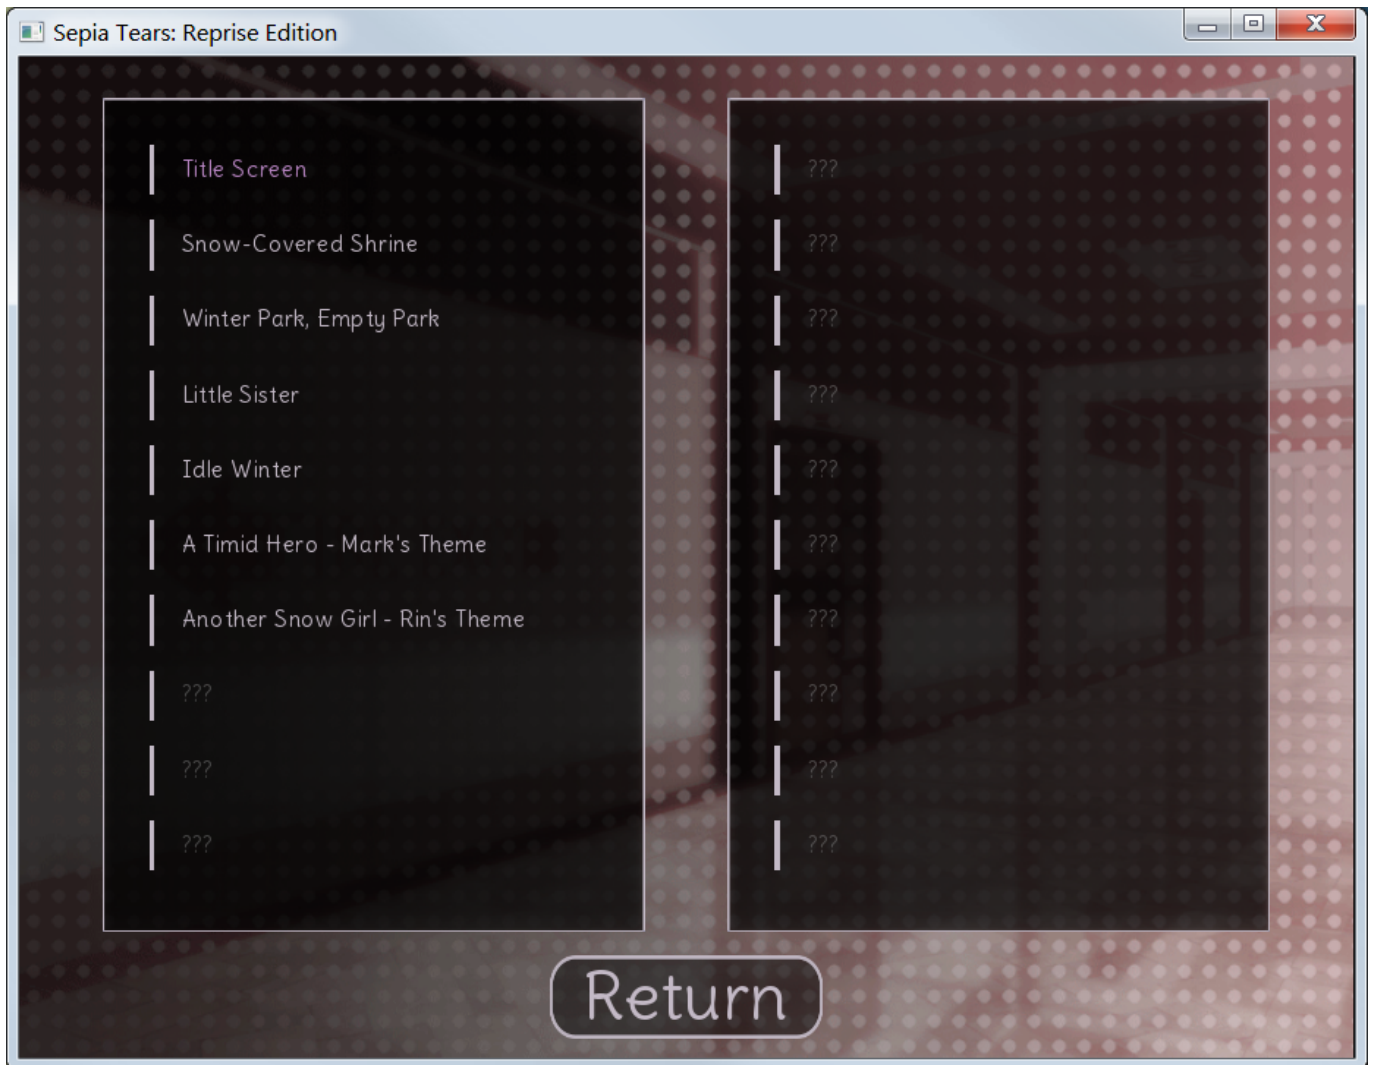 Sepia Tears: Reprise Edition
Title Screen
Snow-Covered Shrine
Winter Park, Empty Park
Little Sister
Idle Winter
A Timid Hero - Mark's Theme
Another Snow Girl - Rin's Theme
???
???
???
???
???
???
???
???
???
???
???
???
???
Return